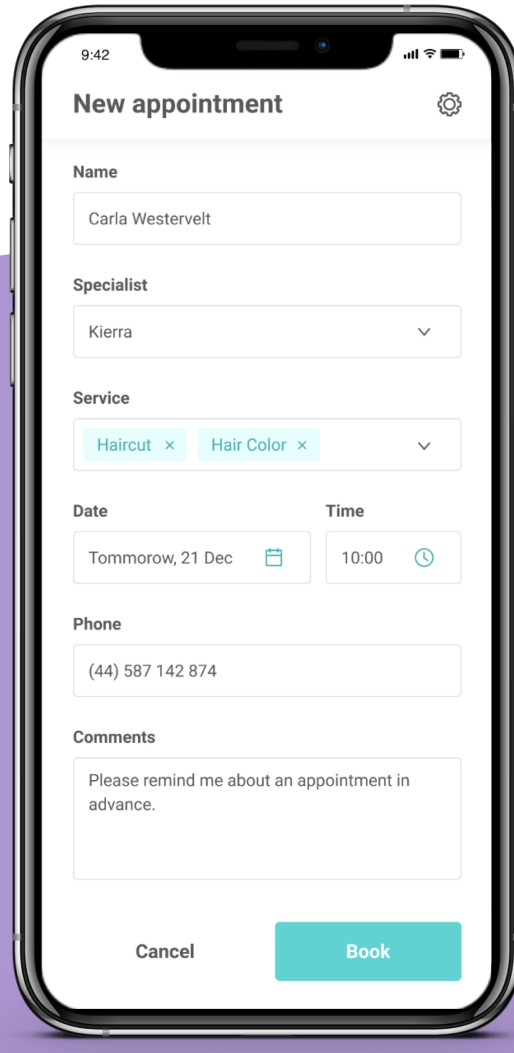 9:42
New appointment
Name
Carla Westervelt
Specialist
Kierra
Service
Haircut × Hair Color ×
Date Time
Tommorow, 21 Dec 10:00
Phone
(44) 587 142 874
Comments
Please remind me about an appointment in
advance.
Cancel Book